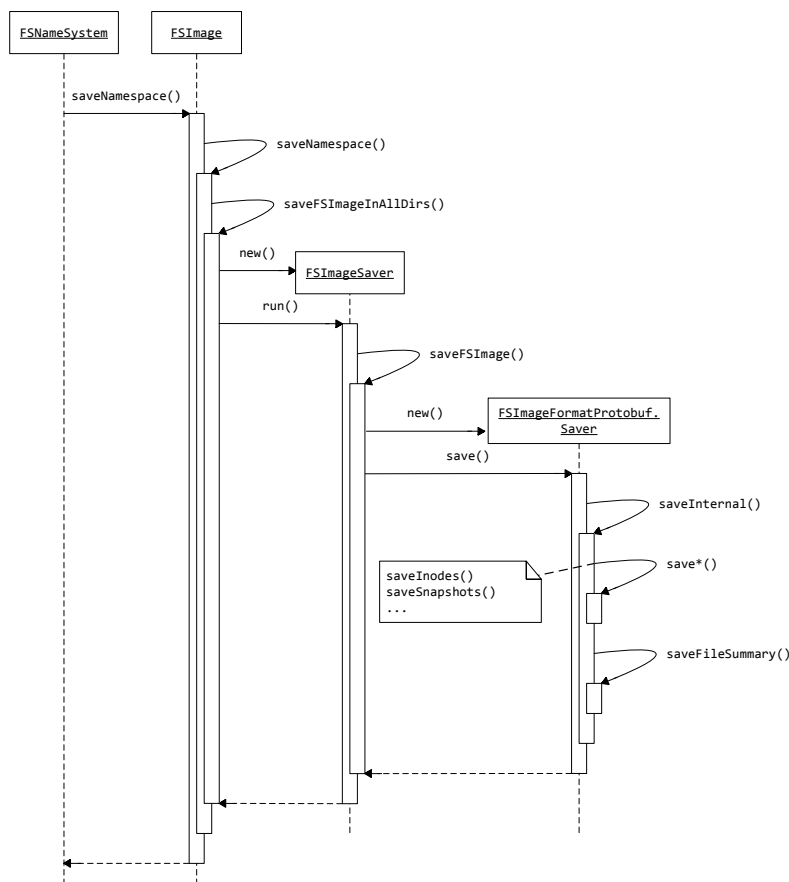 FSNameSystem
FSImage
saveNamespace()
saveNamespace()
saveFSImageInAllDirs()
new()
FSImageSaver
run()
saveFSImage()
new()
FSImageFormatProtobuf.
Saver
save()
saveInternal()
save*()
saveInodes()
saveSnapshots()
...
saveFileSummary()